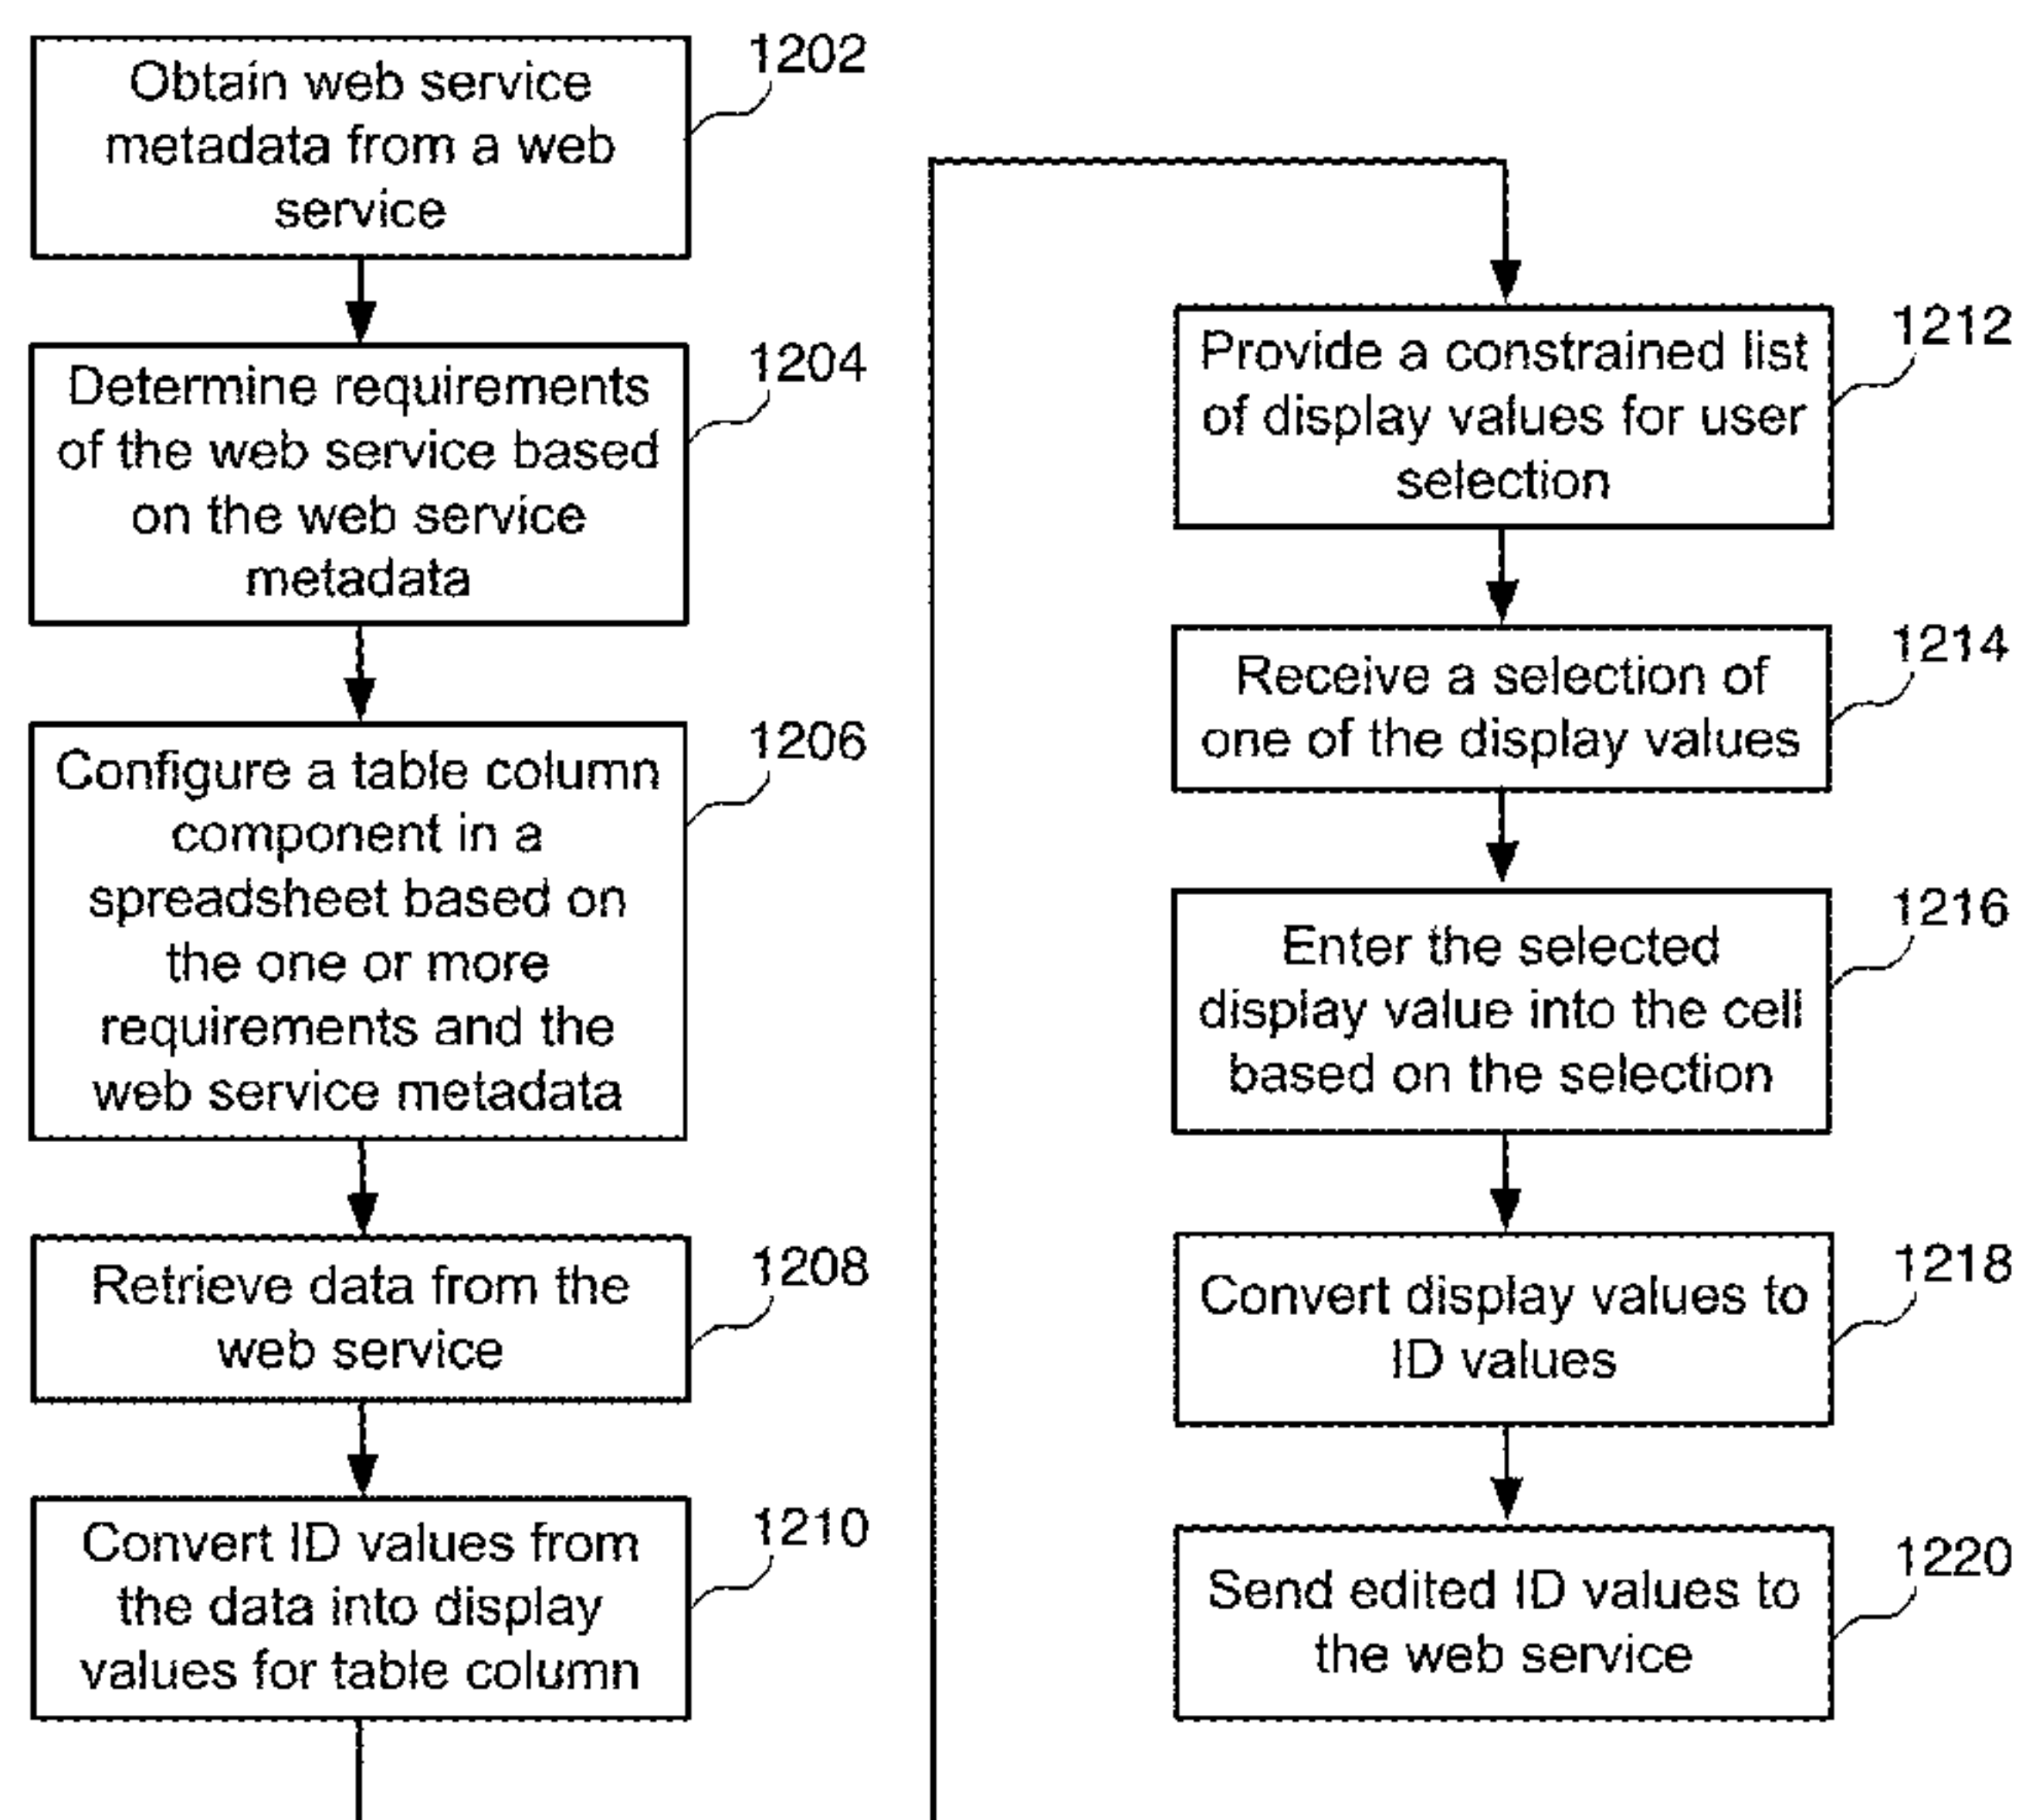 1202
Obtain web service
metadata from a web
service
1204
Determine requirements
of the web service based
on the web service
metadata
1206
Configure a table column
component in a
spreadsheet based on
the one or more
requirements and the
web service metadata
1208
Retrieve data from the
web service
1210
Convert ID values from
the data into display
values for table column
1212
Provide a constrained list
of display values for user
selection
1214
Receive a selection of
one of the display values
1216
Enter the selected
display value into the cell
based on the selection
1218
Convert display values to
ID values
1220
Send edited ID values to
the web service